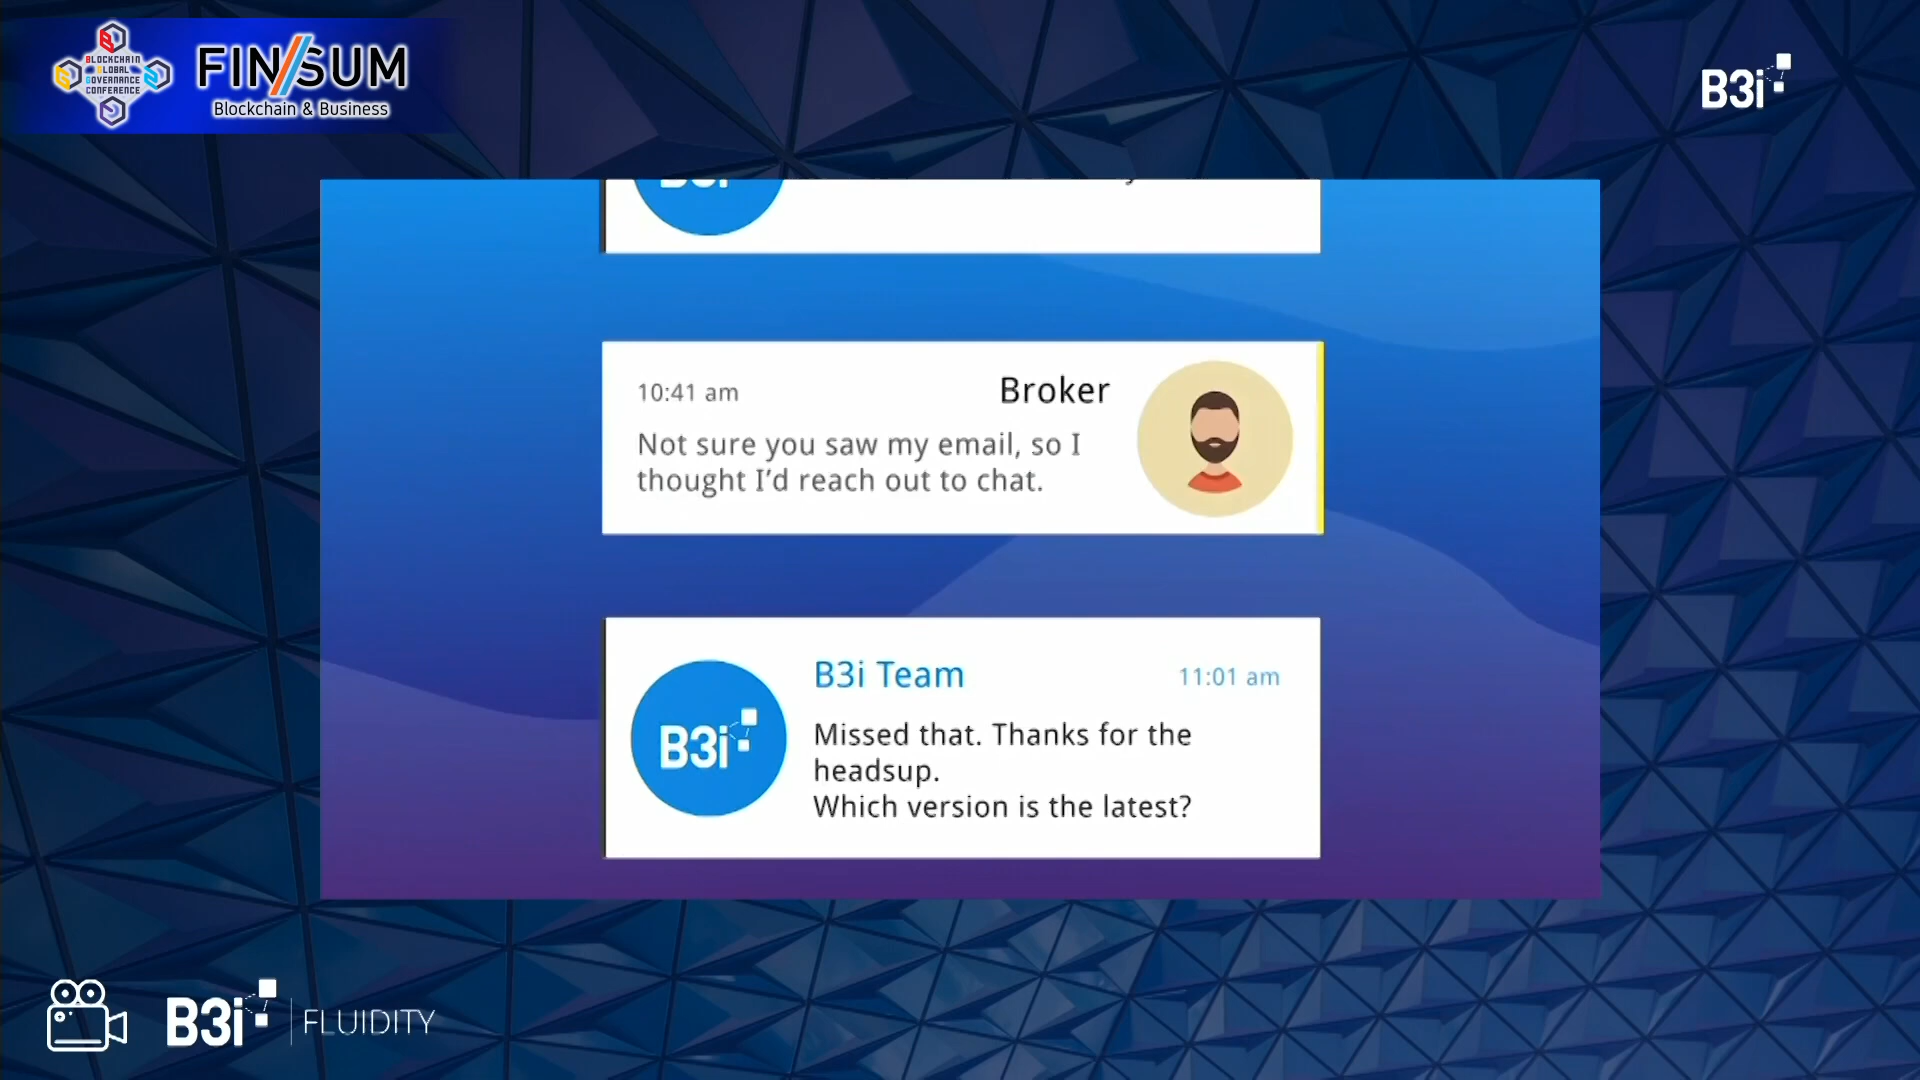 BLOCKCHAIN
GLOBAL
GOVERNANCE
CONFERENCE
FIN/SUM
Blockchain & Business
B3i
10:41 am
Broker
Not sure you saw my email, so I
thought I’d reach out to chat.
B3i
B3i Team
11:01 am
Missed that. Thanks for the
headsup.
Which version is the latest?
B3i
FLUIDITY